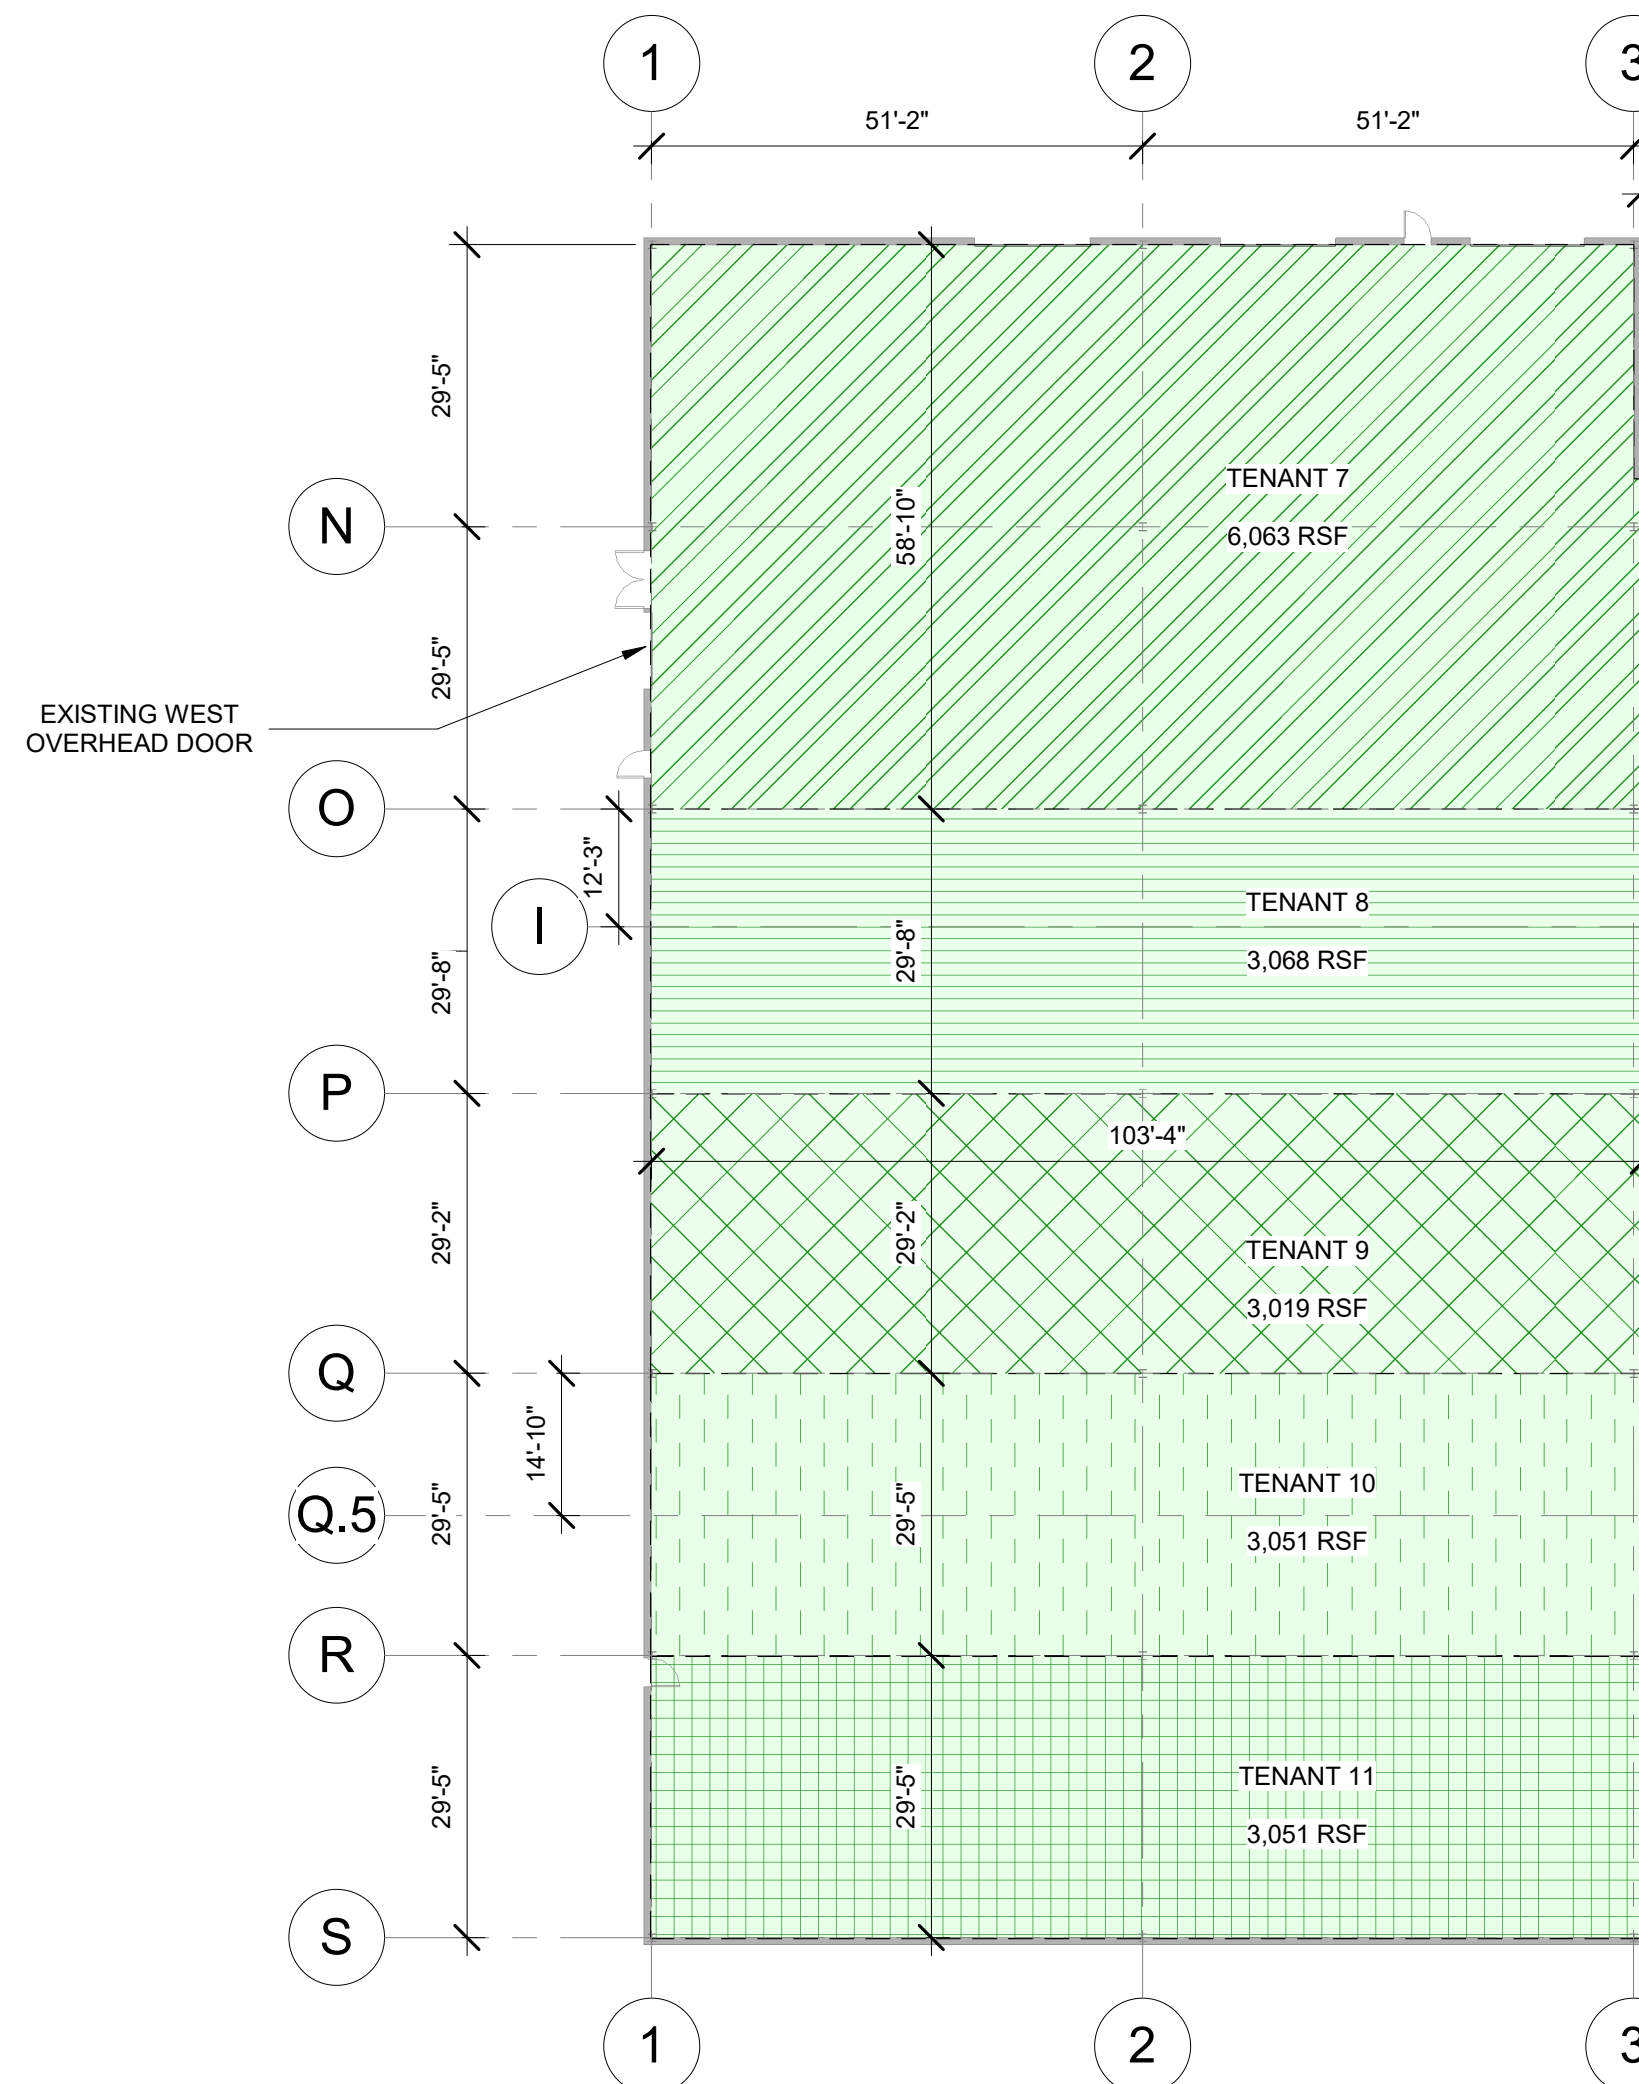 1
2
3
51'-2"
51'-2"
29'-5"
N
58'-10"
TENANT 7
6,063 RSF
29'-5"
EXISTING WEST
OVERHEAD DOOR
O
12'-3"
I
TENANT 8
29'-8"
29'-8"
3,068 RSF
P
103'-4"
29'-2"
29'-2"
TENANT 9
3,019 RSF
Q
14'-10"
TENANT 10
Q.5
29'-5"
29'-5"
3,051 RSF
R
29'-5"
29'-5"
TENANT 11
3,051 RSF
S
1
2
3